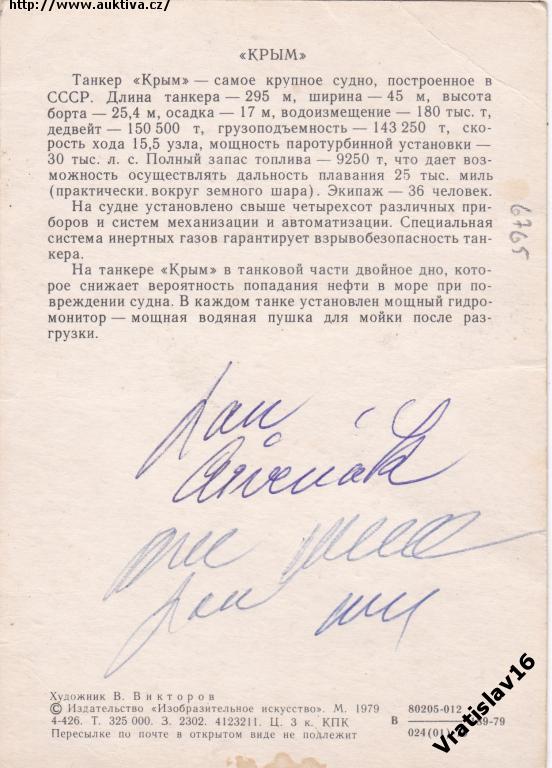 http://www.auktiva.cz/
«КРЫМ»
Танкер «Крым» — самое крупное судно, построенное в
СССР. Длина танкера — 295 м, ширина — 45 м, высота
борта — 25,4 м, осадка — 17 м, водоизмещение — 180 тыс. т,
дедвейт — 150 500 т, грузоподъемность — 143 250 т, ско-
рость хода 15,5 узла, мощность паротурбинной установки —
30 тыс. л. с. Полный запас топлива — 9250 т, что дает воз-
можность осуществлять дальность плавания 25 тыс. миль
(практически вокруг земного шара). Экипаж — 36 человек.
На судне установлено свыше четырехсот различных при-
боров и систем механизации и автоматизации. Специальная
система инертных газов гарантирует взрывобезопасность тан-
кера.
На танкере «Крым» в танковой части двойное дно, кото-
рое снижает вероятность попадания нефти в море при по-
вреждении судна. В каждом танке установлен мощный гидро-
монитор — мощная водяная пушка для мойки после раз-
грузки.
6765
Jan
Художник В. Викторов
© Издательство «Изобразительное искусство». М. 1979
4-426. Т. 325 000. З. 2302. 4123211. Ц. 3 к. КПК
Пересылке по почте в открытом виде не подлежит
80205-012
В 39-79
024(01)
Vratislav16